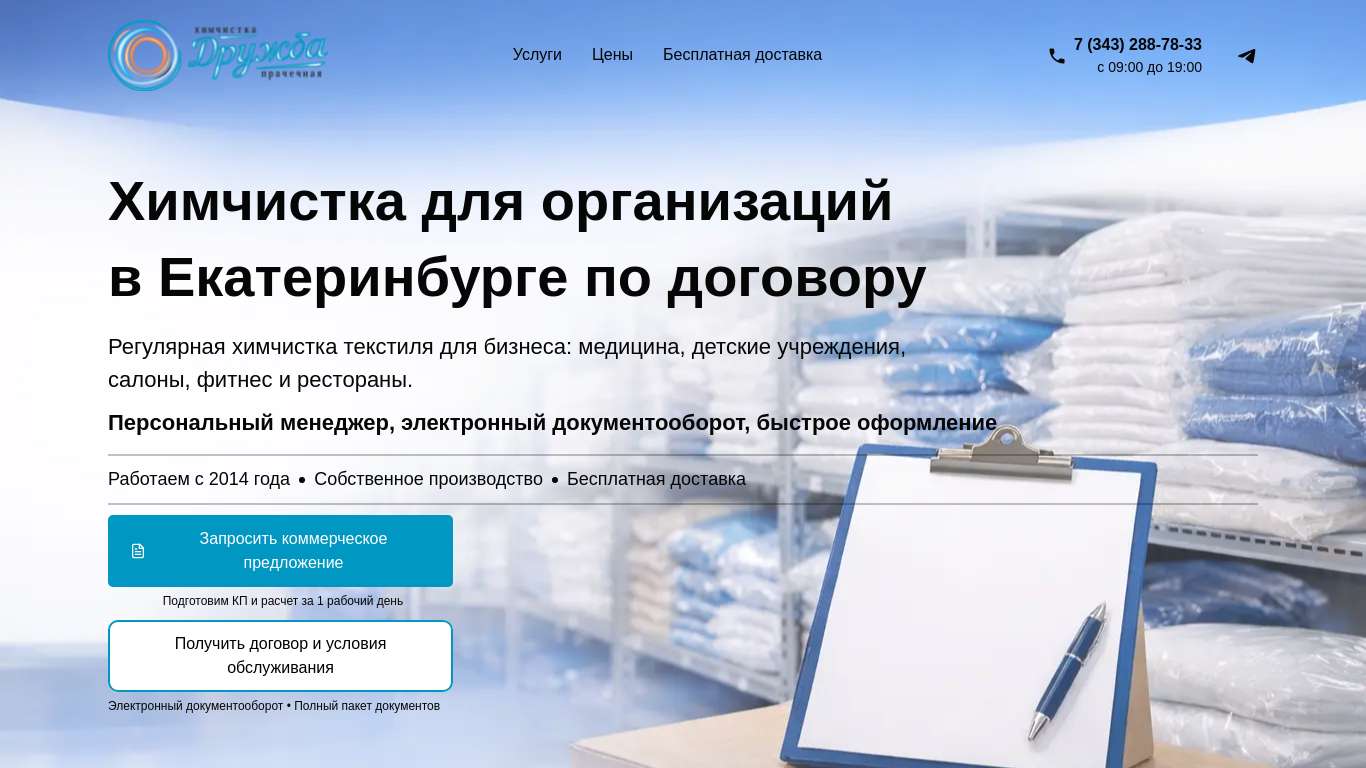 химчистка
Дружба
прачечная
Услуги
Цены
Бесплатная доставка
7 (343) 288-78-33
с 09:00 до 19:00
Химчистка для организаций
в Екатеринбурге по договору
Регулярная химчистка текстиля для бизнеса: медицина, детские учреждения,
салоны, фитнес и рестораны.
Персональный менеджер, электронный документооборот, быстрое оформление
Работаем с 2014 года • Собственное производство • Бесплатная доставка
Запросить коммерческое
предложение
Подготовим КП и расчет за 1 рабочий день
Получить договор и условия
обслуживания
Электронный документооборот • Полный пакет документов